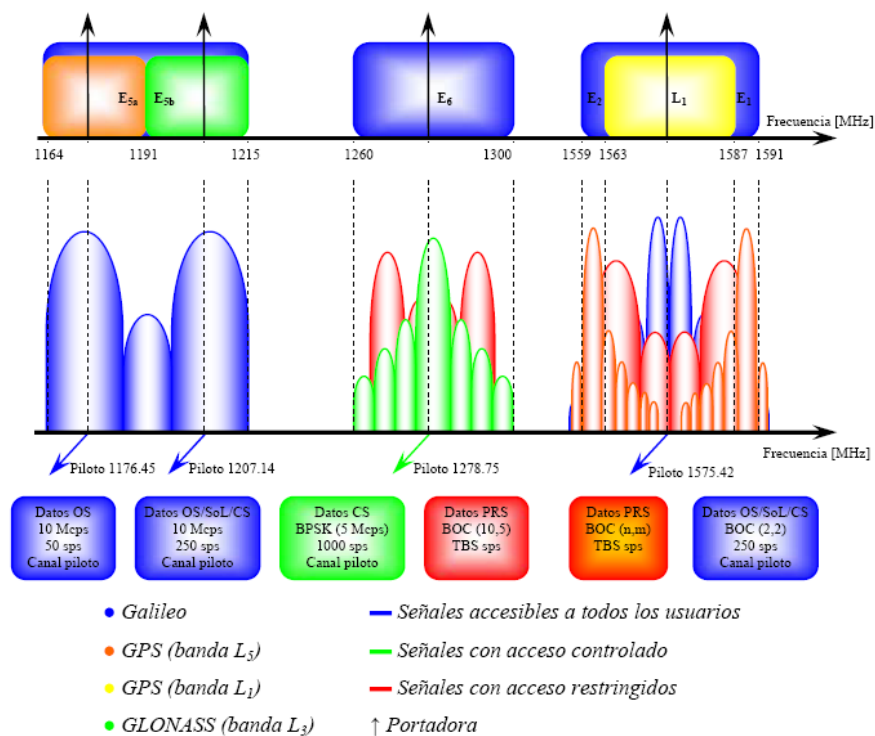 E5a E5b E6 E2 L1 E1
Frecuencia [MHz]
1164 1191 1215 1260 1300 1559 1563 1587 1591
Frecuencia [MHz]
Piloto 1176.45 Piloto 1207.14 Piloto 1278.75 Piloto 1575.42
Datos OS
10 Mcps
50 sps
Canal piloto
Datos OS/SoL/CS
10 Mcps
250 sps
Canal piloto
Datos CS
BPSK (5 Mcps)
1000 sps
Canal piloto
Datos PRS
BOC (10,5)
TBS sps
Datos PRS
BOC (n,m)
TBS sps
Datos OS/SoL/CS
BOC (2,2)
250 sps
Canal piloto
Galileo
GPS (banda L5)
GPS (banda L1)
GLONASS (banda L3)
Señales accesibles a todos los usuarios
Señales con acceso controlado
Señales con acceso restringidos
↑ Portadora